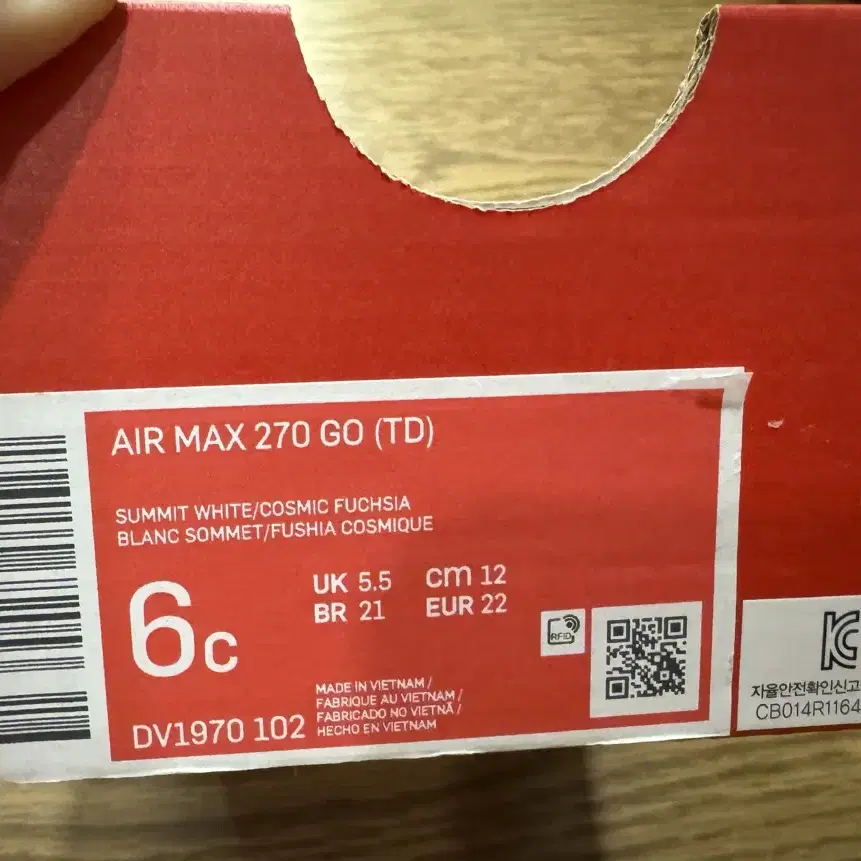 AIR MAX 270 GO (TD)
SUMMIT WHITE/COSMIC FUCHSIA
BLANC SOMMET/FUSHIA COSMIQUE
6c
UK 5.5 cm 12
BR 21 EUR 22
RFID
DV1970 102
MADE IN VIETNAM /
FABRIQUE AU VIETNAM /
FABRICADO NO VIETNÃ /
HECHO EN VIETNAM
KC
자율안전확인신고
CB014R1164